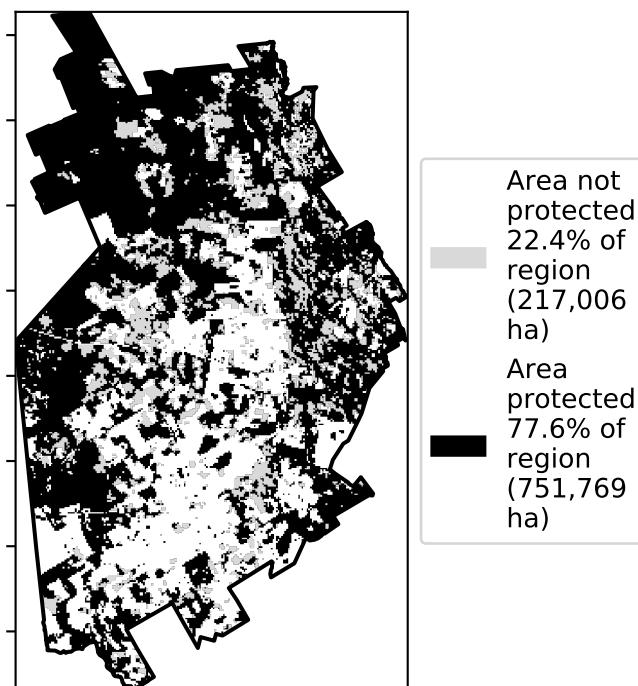 Area not
protected
22.4% of
region
(217,006
ha)
Area
protected
77.6% of
region
(751,769
ha)